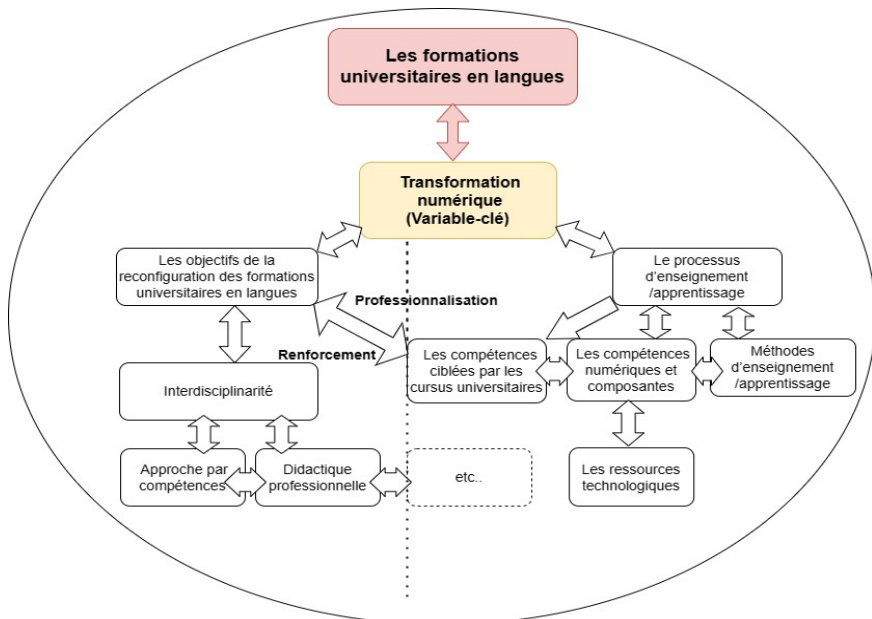 Les formations
universitaires en langues
Transformation
numérique
(Variable-clé)
Les objectifs de la
reconfiguration des formations
universitaires en langues
Le processus
d'enseignement
/apprentissage
Professionnalisation
Renforcement
Les compétences
ciblées par les
cursus universitaires
Les compétences
numériques et
composantes
Méthodes
d'enseignement
/apprentissage
Interdisciplinarité
Approche par
compétences
Didactique
professionnelle
etc..
Les ressources
technologiques